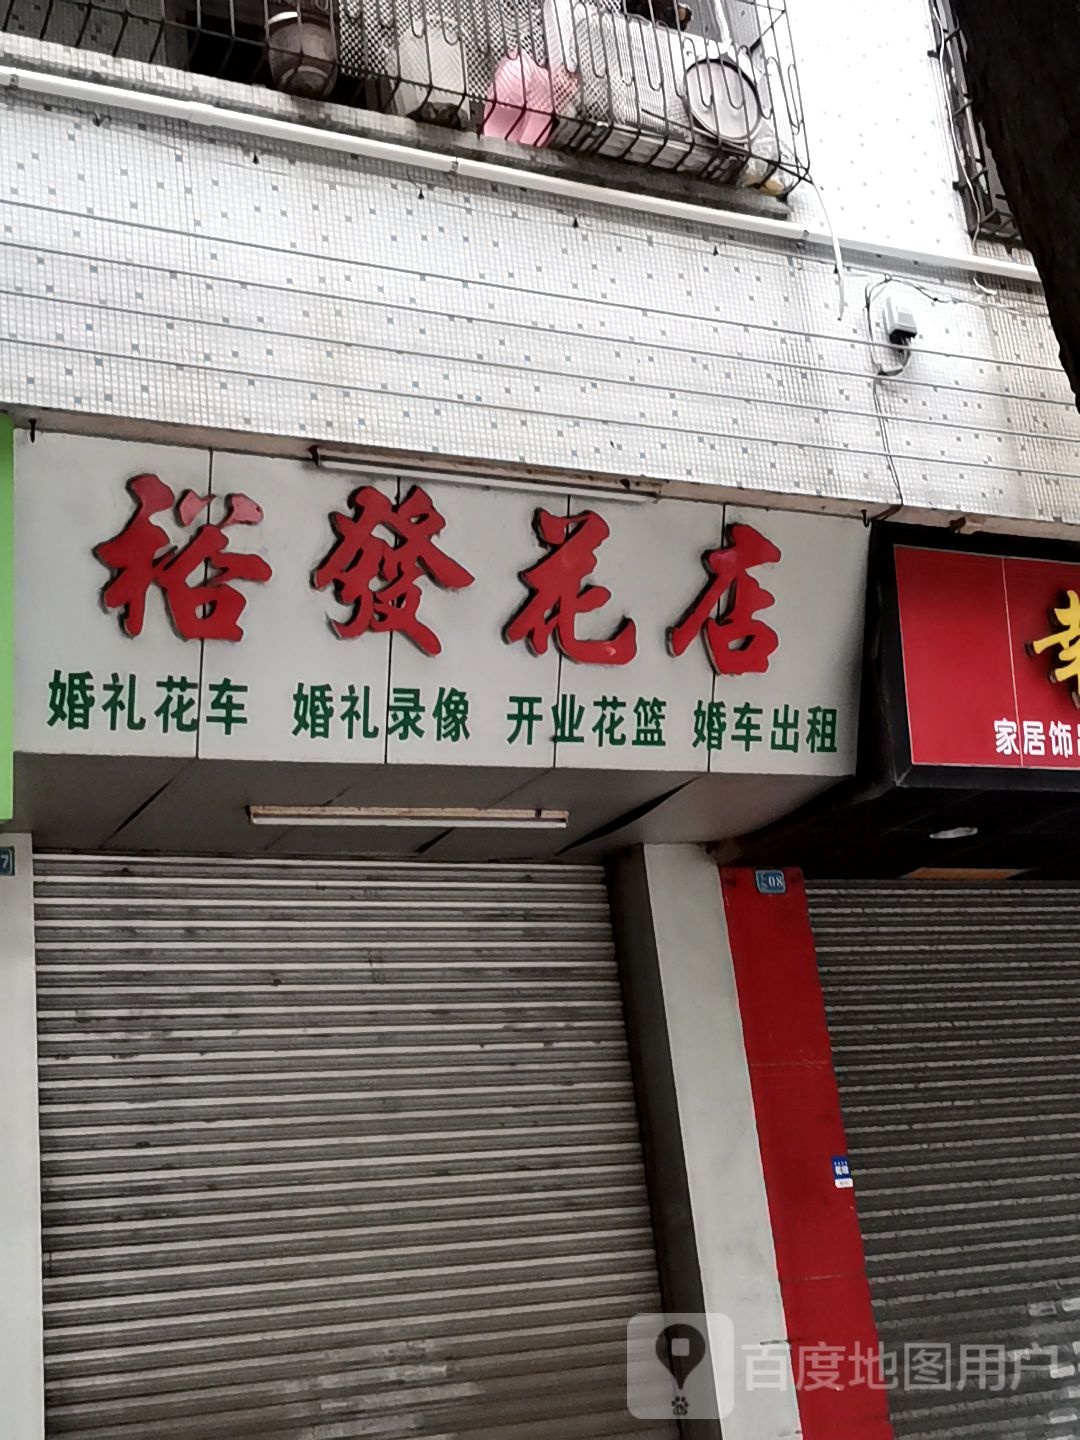 裕發花店
婚礼花车 婚礼录像 开业花篮 婚车出租
家居饰
7
08
百度地图用户